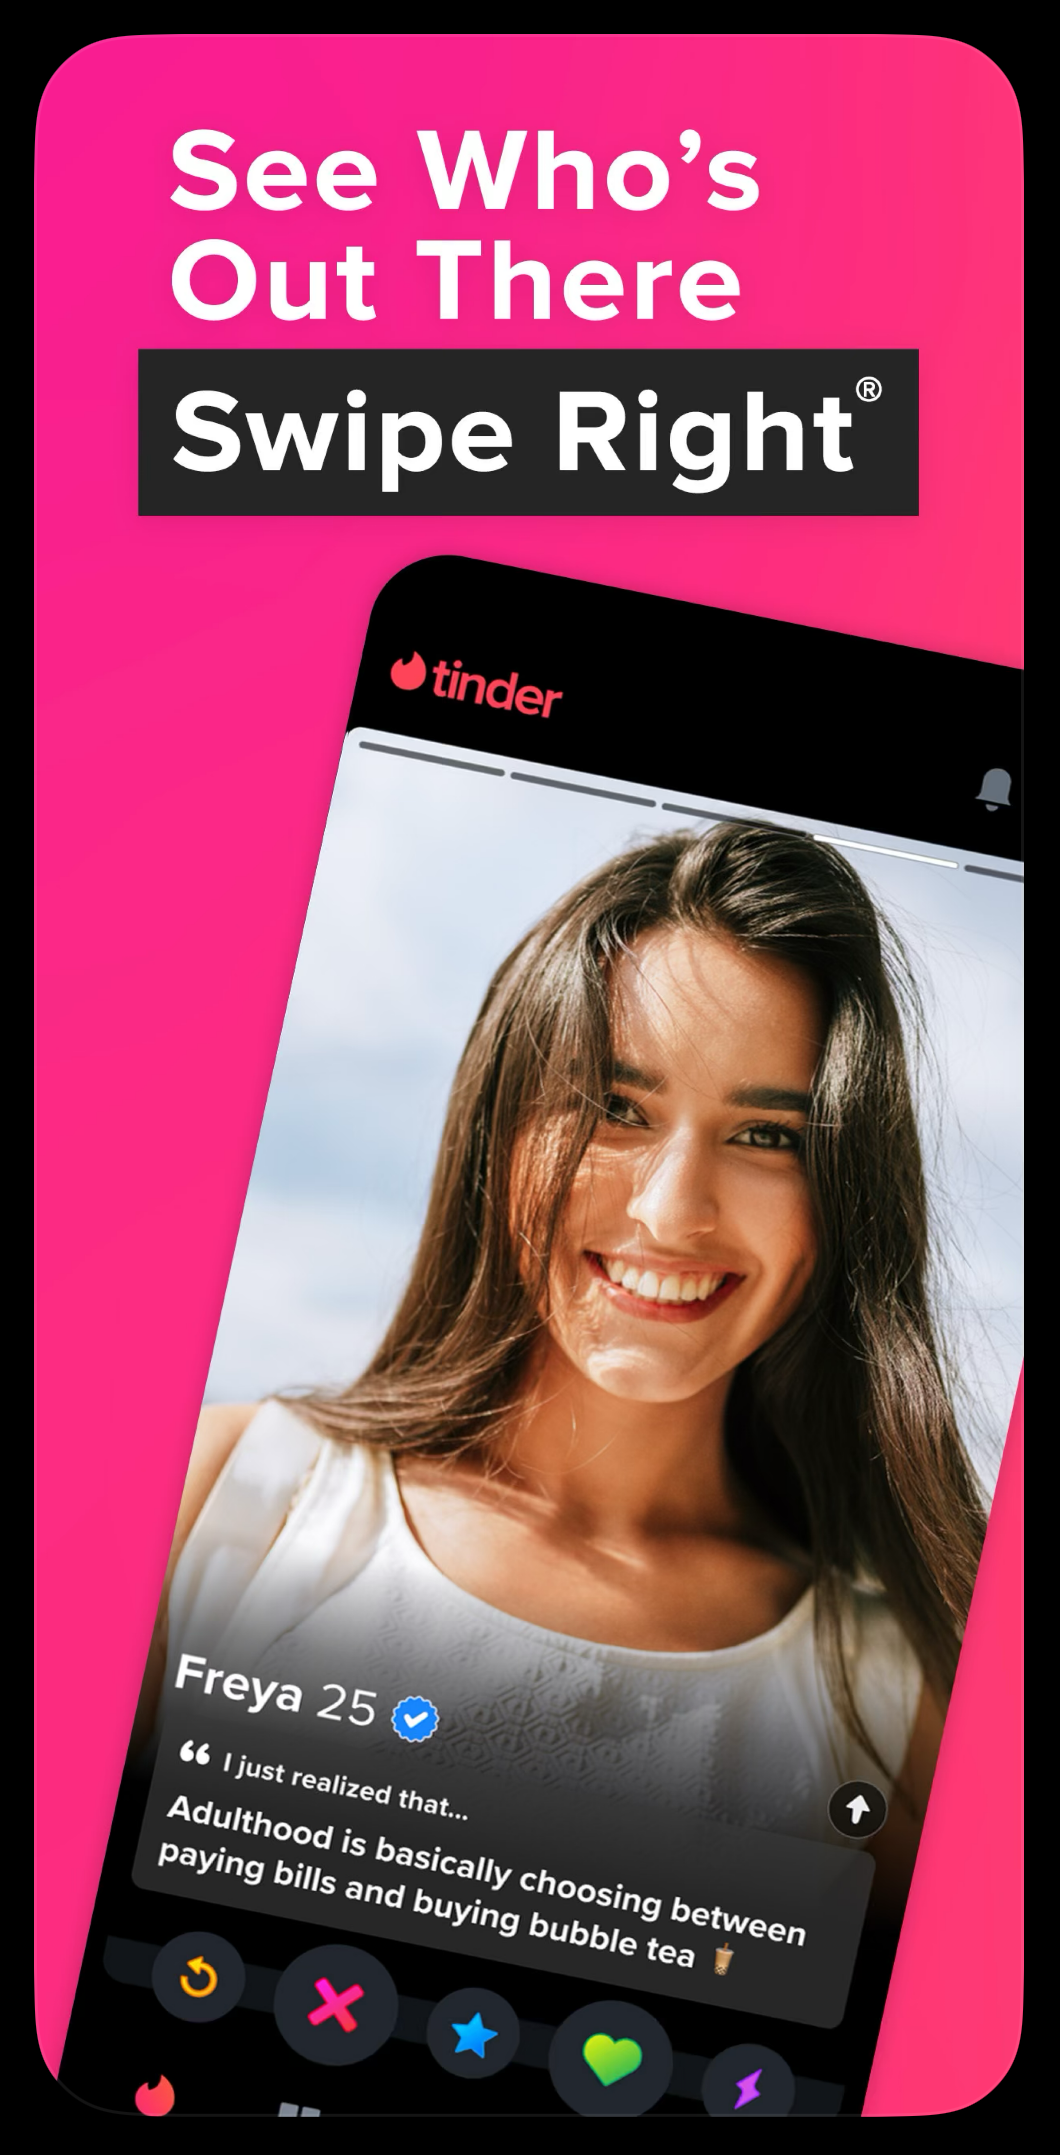 See Who’s
Out There
Swipe Right®
tinder
Freya 25
“ I just realized that...
Adulthood is basically choosing between
paying bills and buying bubble tea 🧋